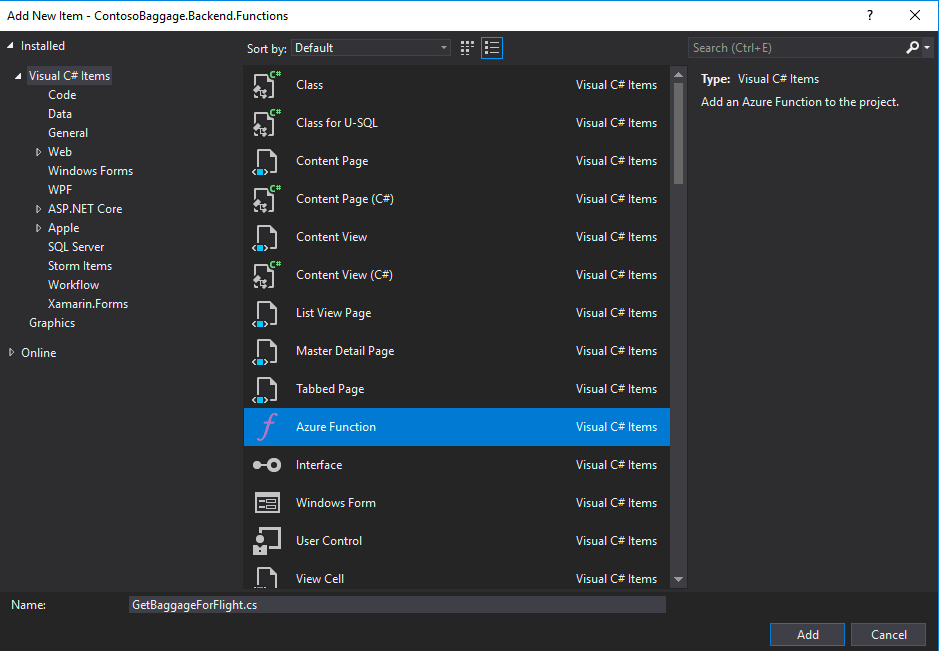 Add New Item - ContosoBaggage.Backend.Functions
?
Installed
Sort by: Default
Search (Ctrl+E)
Visual C# Items
Code
Data
General
Web
Windows Forms
WPF
ASP.NET Core
Apple
SQL Server
Storm Items
Workflow
Xamarin.Forms
Graphics
Online
C# Class Visual C# Items
C# Class for U-SQL Visual C# Items
Content Page Visual C# Items
C# Content Page (C#) Visual C# Items
Content View Visual C# Items
C# Content View (C#) Visual C# Items
List View Page Visual C# Items
Master Detail Page Visual C# Items
Tabbed Page Visual C# Items
Azure Function Visual C# Items
Interface Visual C# Items
Windows Form Visual C# Items
User Control Visual C# Items
View Cell Visual C# Items
Type: Visual C# Items
Add an Azure Function to the project.
Name: GetBaggageForFlight.cs
Add Cancel